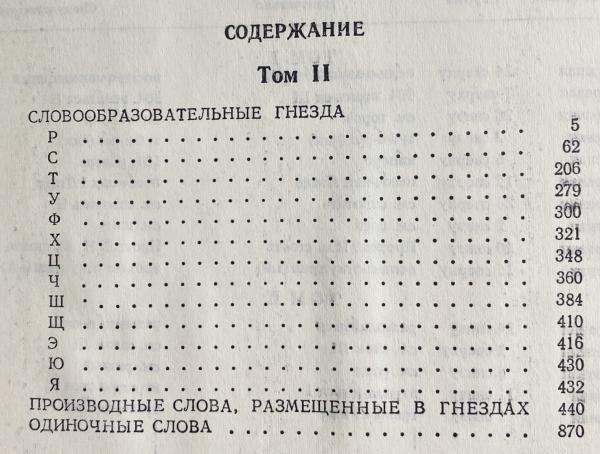 СОДЕРЖАНИЕ
Том II
СЛОВООБРАЗОВАТЕЛЬНЫЕ ГНЕЗДА
Р . . . . . . . . . . . . . . . . . . . . 5
С . . . . . . . . . . . . . . . . . . . . 62
Т . . . . . . . . . . . . . . . . . . . . 206
У . . . . . . . . . . . . . . . . . . . . 279
Ф . . . . . . . . . . . . . . . . . . . . 300
Х . . . . . . . . . . . . . . . . . . . . 321
Ц . . . . . . . . . . . . . . . . . . . . 348
Ч . . . . . . . . . . . . . . . . . . . . 360
Ш . . . . . . . . . . . . . . . . . . . . 384
Щ . . . . . . . . . . . . . . . . . . . . 410
Э . . . . . . . . . . . . . . . . . . . . 416
Ю . . . . . . . . . . . . . . . . . . . . 430
Я . . . . . . . . . . . . . . . . . . . . 432
ПРОИЗВОДНЫЕ СЛОВА, РАЗМЕЩЕННЫЕ В ГНЕЗДАХ 440
ОДИНОЧНЫЕ СЛОВА . . . . . . . . . . . . . 870